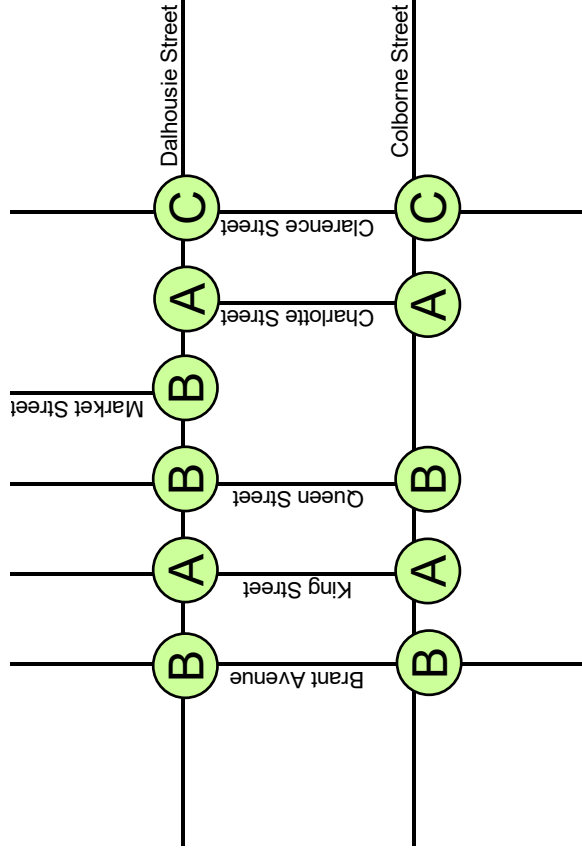 Dalhousie Street
Colborne Street
C
C
Clarence Street
A
A
Charlotte Street
B
Market Street
B
B
Queen Street
A
A
King Street
B
B
Brant Avenue